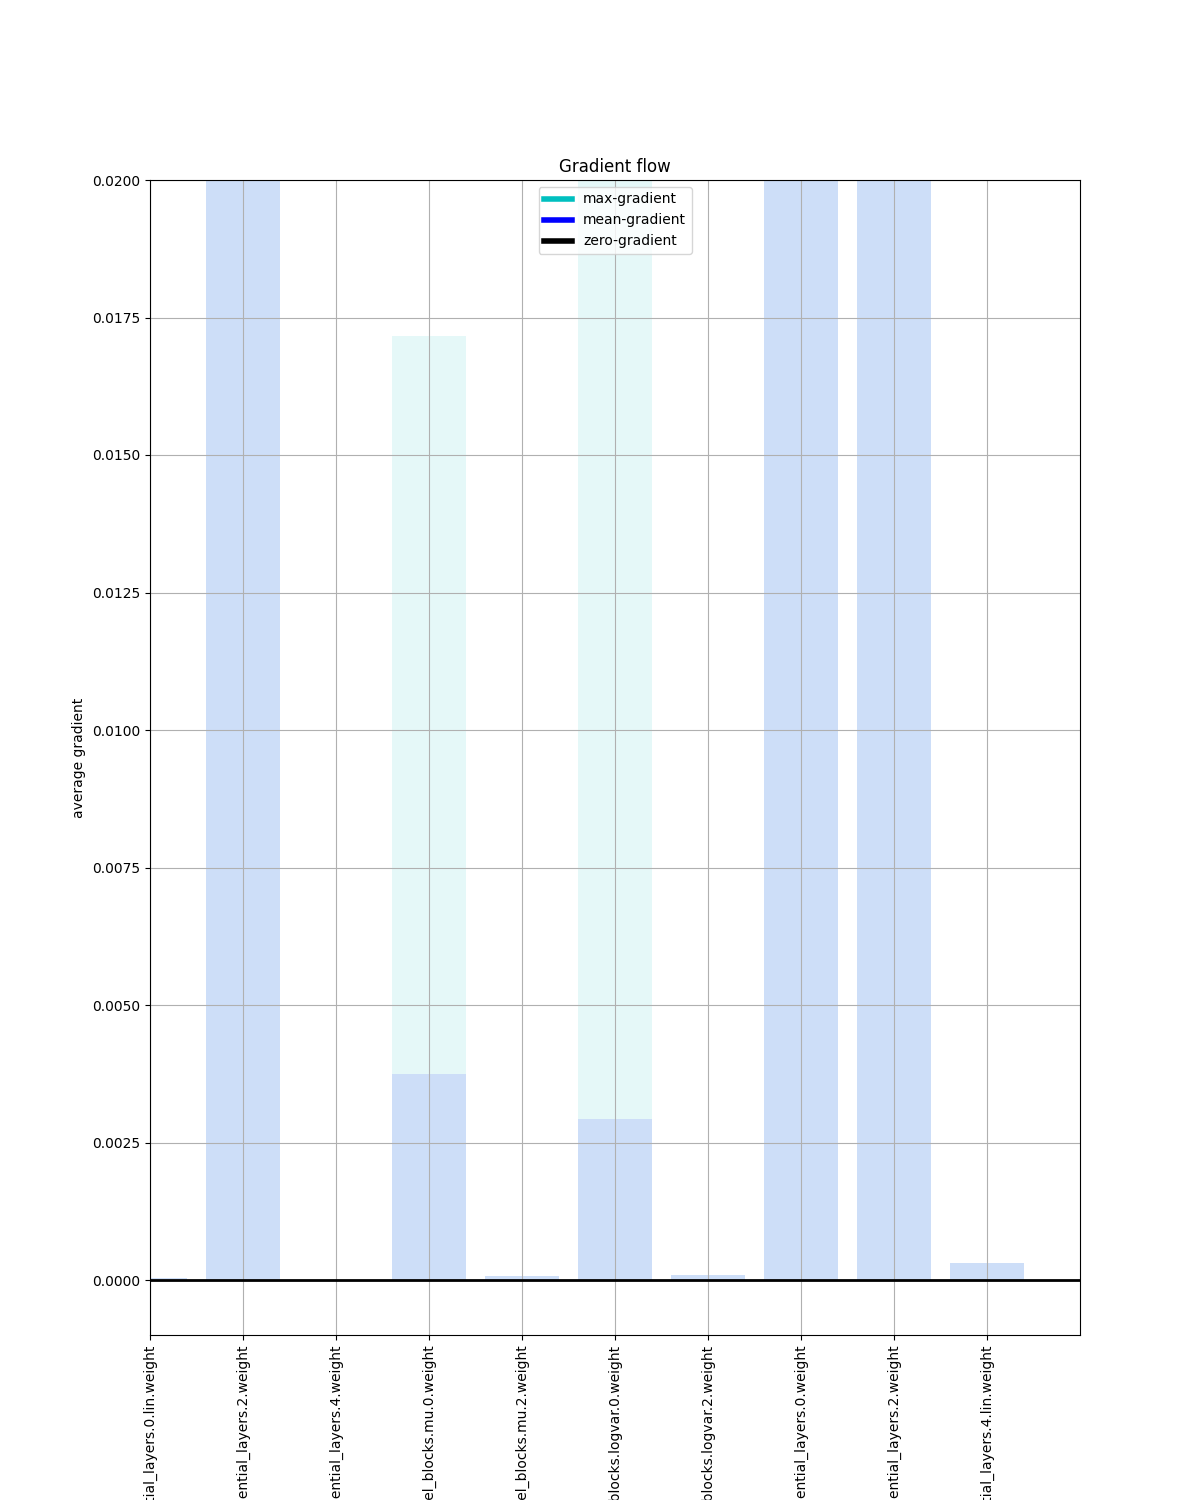 Gradient flow
max-gradient
mean-gradient
zero-gradient
0.0200
0.0175
0.0150
0.0125
0.0100
0.0075
0.0050
0.0025
0.0000
average gradient
tial_layers.0.lin.weight
ential_layers.2.weight
ential_layers.4.weight
el_blocks.mu.0.weight
el_blocks.mu.2.weight
blocks.logvar.0.weight
blocks.logvar.2.weight
ential_layers.0.weight
ential_layers.2.weight
tial_layers.4.lin.weight